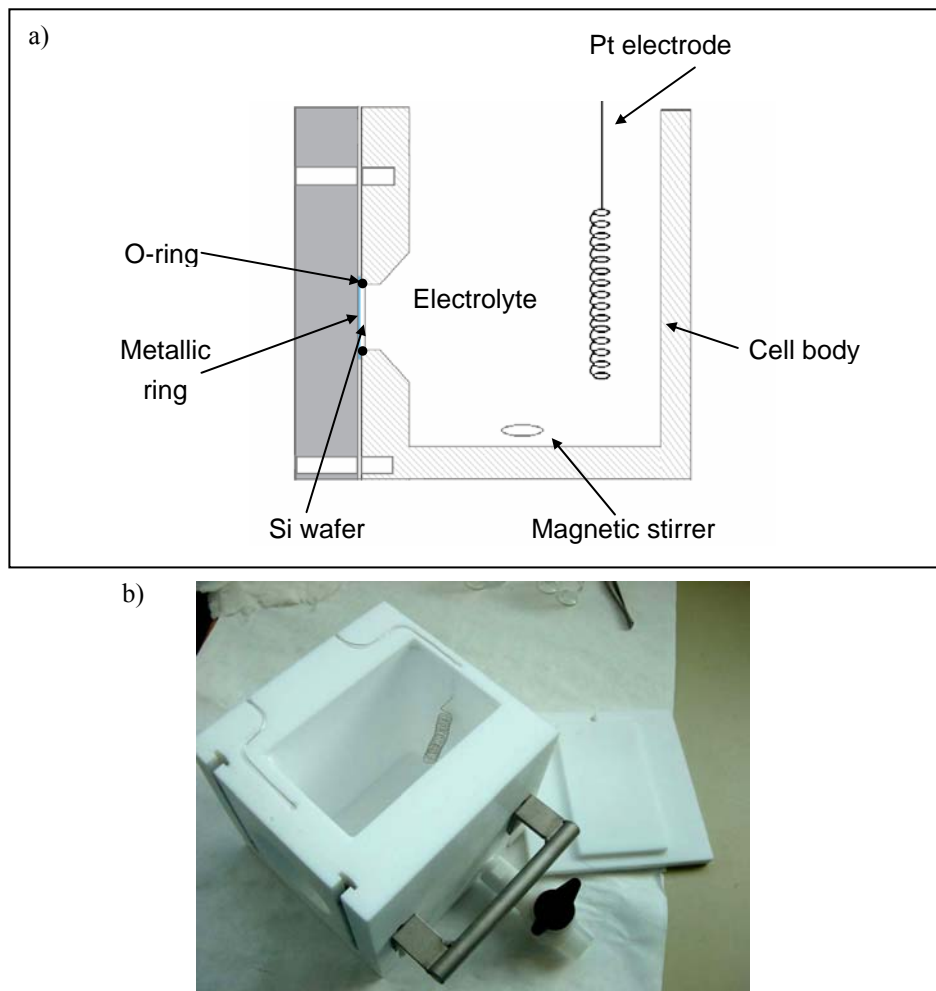 a)
Pt electrode
O-ring
Electrolyte
Metallic
ring
Cell body
Si wafer
Magnetic stirrer
b)